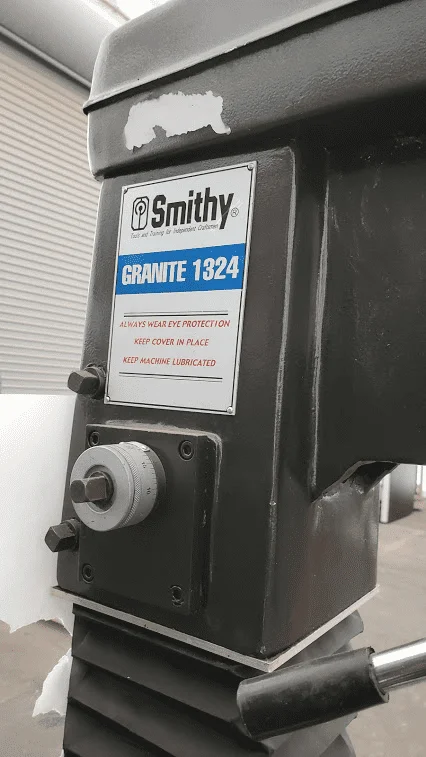 Smithy®
Tools and Training for Independent Craftsmen
GRANITE 1324
ALWAYS WEAR EYE PROTECTION
KEEP COVER IN PLACE
KEEP MACHINE LUBRICATED